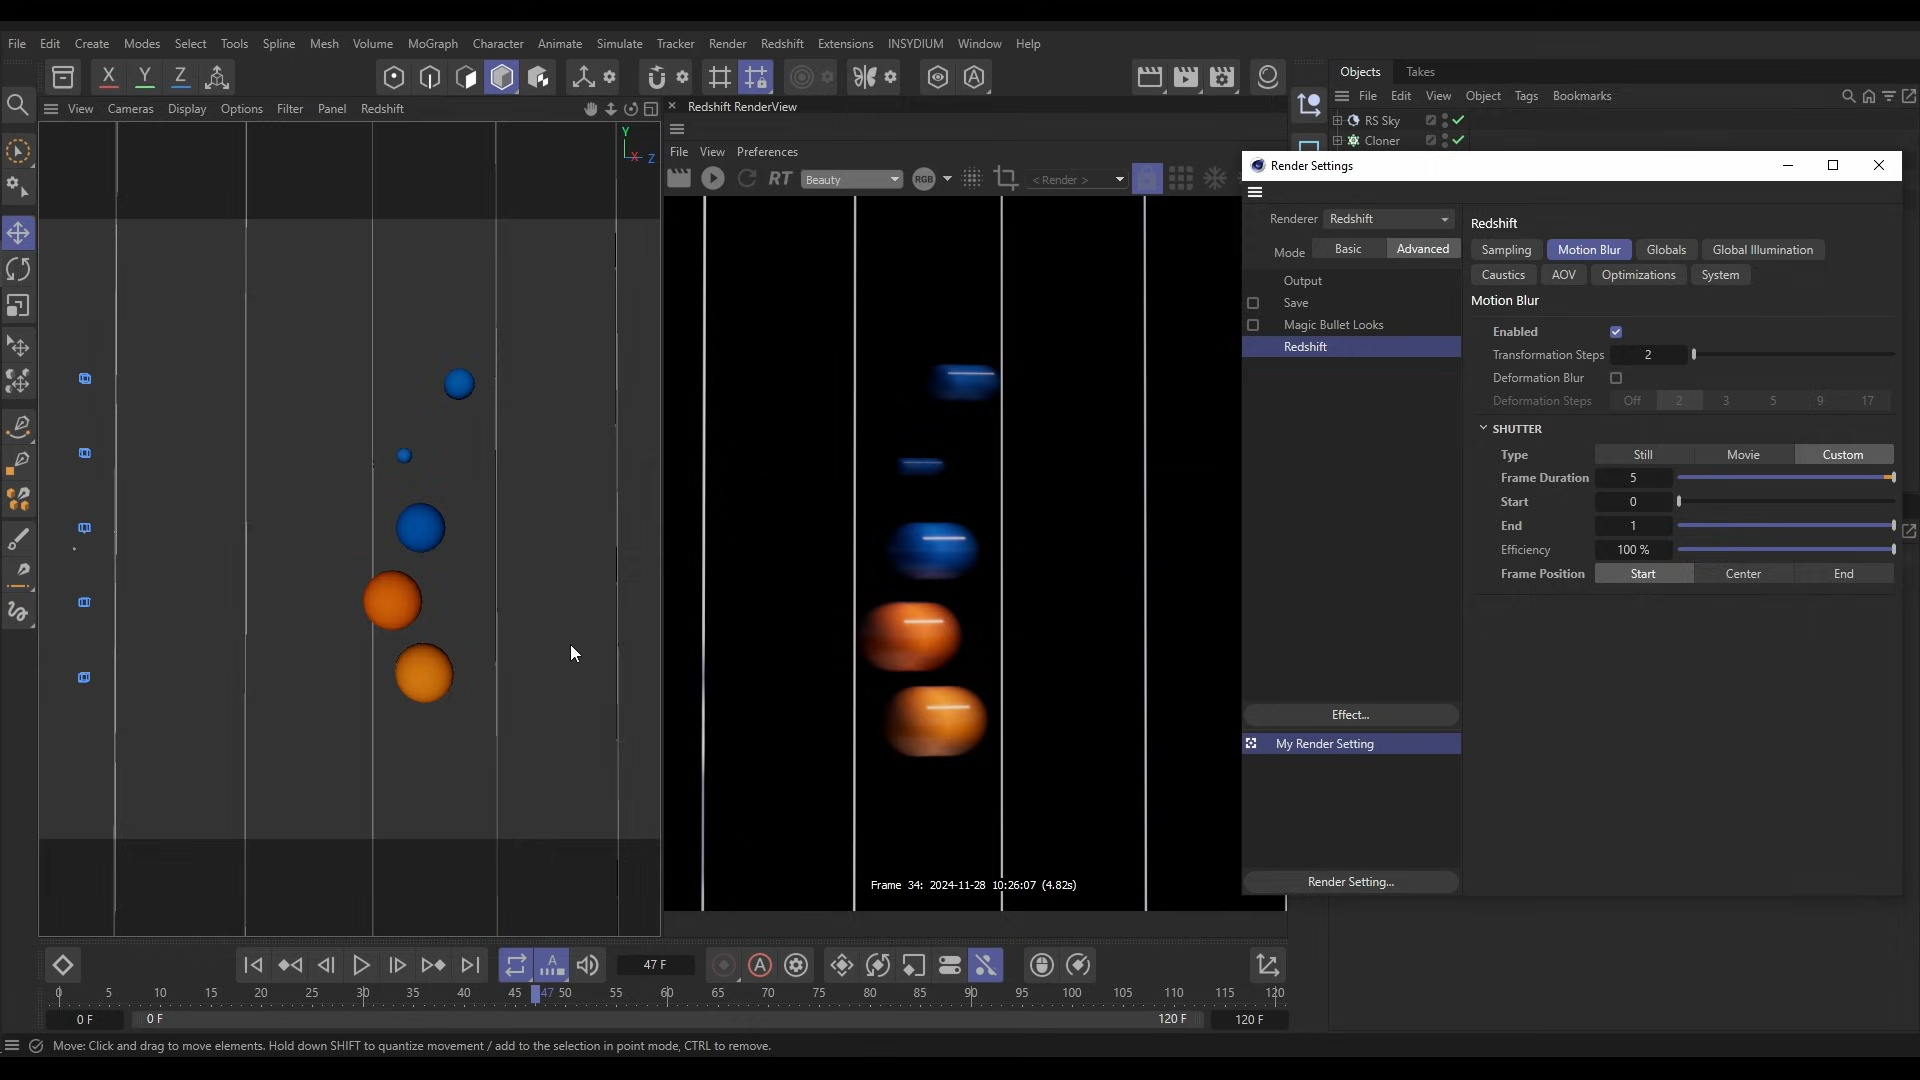 File Edit Create Modes Select Tools Spline Mesh Volume MoGraph Character Animate Simulate Tracker Render Redshift Extensions INSYDIUM Window Help
X Y Z
Objects Takes
View Cameras Display Options Filter Panel Redshift
Redshift RenderView
File Edit View Object Tags Bookmarks
RS Sky
Cloner
Y
X Z
File View Preferences
RT Beauty RGB < Render >
Render Settings
Renderer Redshift
Mode Basic Advanced
Output
Save
Magic Bullet Looks
Redshift
Effect...
My Render Setting
Render Setting...
Redshift
Sampling Motion Blur Globals Global Illumination
Caustics AOV Optimizations System
Motion Blur
Enabled
Transformation Steps 2
Deformation Blur
Deformation Steps Off 2 3 5 9 17
SHUTTER
Type Still Movie Custom
Frame Duration 5
Start 0
End 1
Efficiency 100 %
Frame Position Start Center End
Frame 34: 2024-11-28 10:26:07 (4.82s)
A 47 F A
0 5 10 15 20 25 30 35 40 45 47 50 55 60 65 70 75 80 85 90 95 100 105 110 115 120
0 F 0 F 120 F 120 F
Move: Click and drag to move elements. Hold down SHIFT to quantize movement / add to the selection in point mode, CTRL to remove.